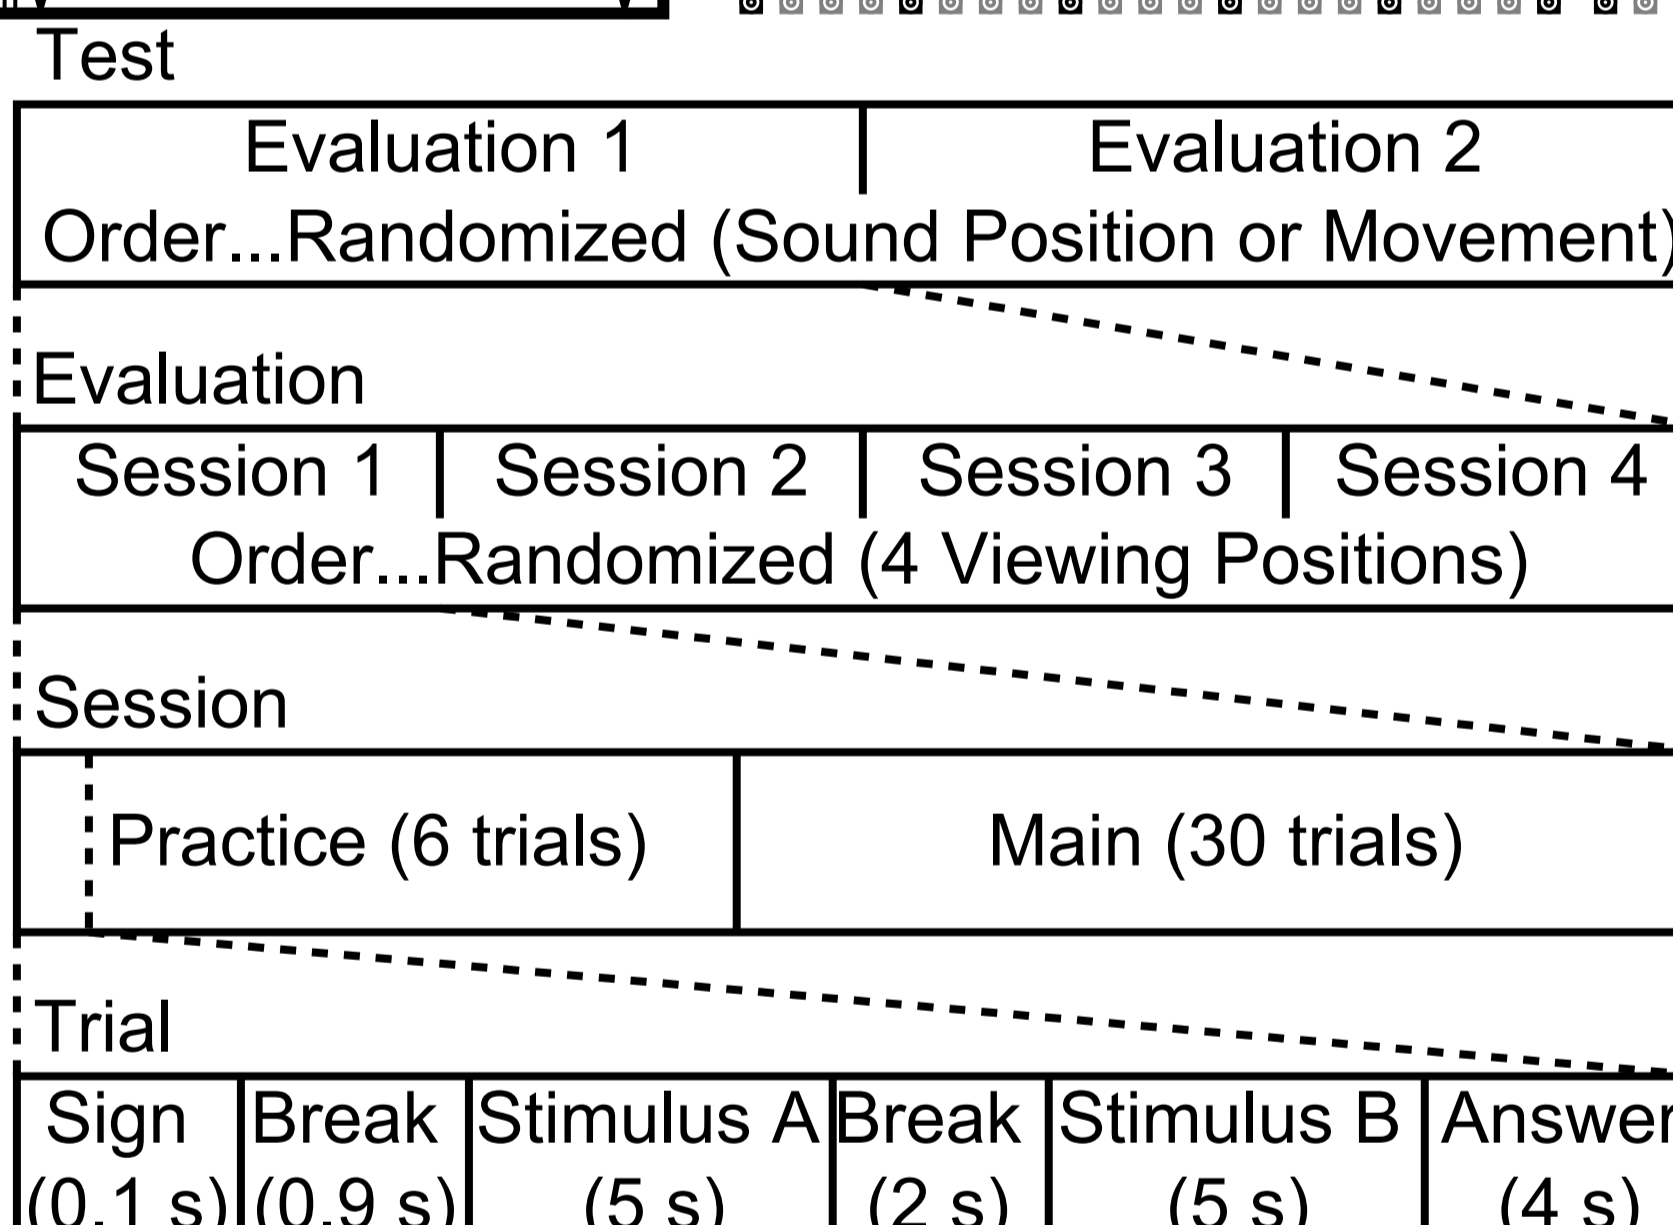 Test
Evaluation 1 Evaluation 2
Order...Randomized (Sound Position or Movement)
Evaluation
Session 1 Session 2 Session 3 Session 4
Order...Randomized (4 Viewing Positions)
Session
Practice (6 trials) Main (30 trials)
Trial
Sign Break Stimulus A Break Stimulus B Answer
(0.1 s) (0.9 s) (5 s) (2 s) (5 s) (4 s)